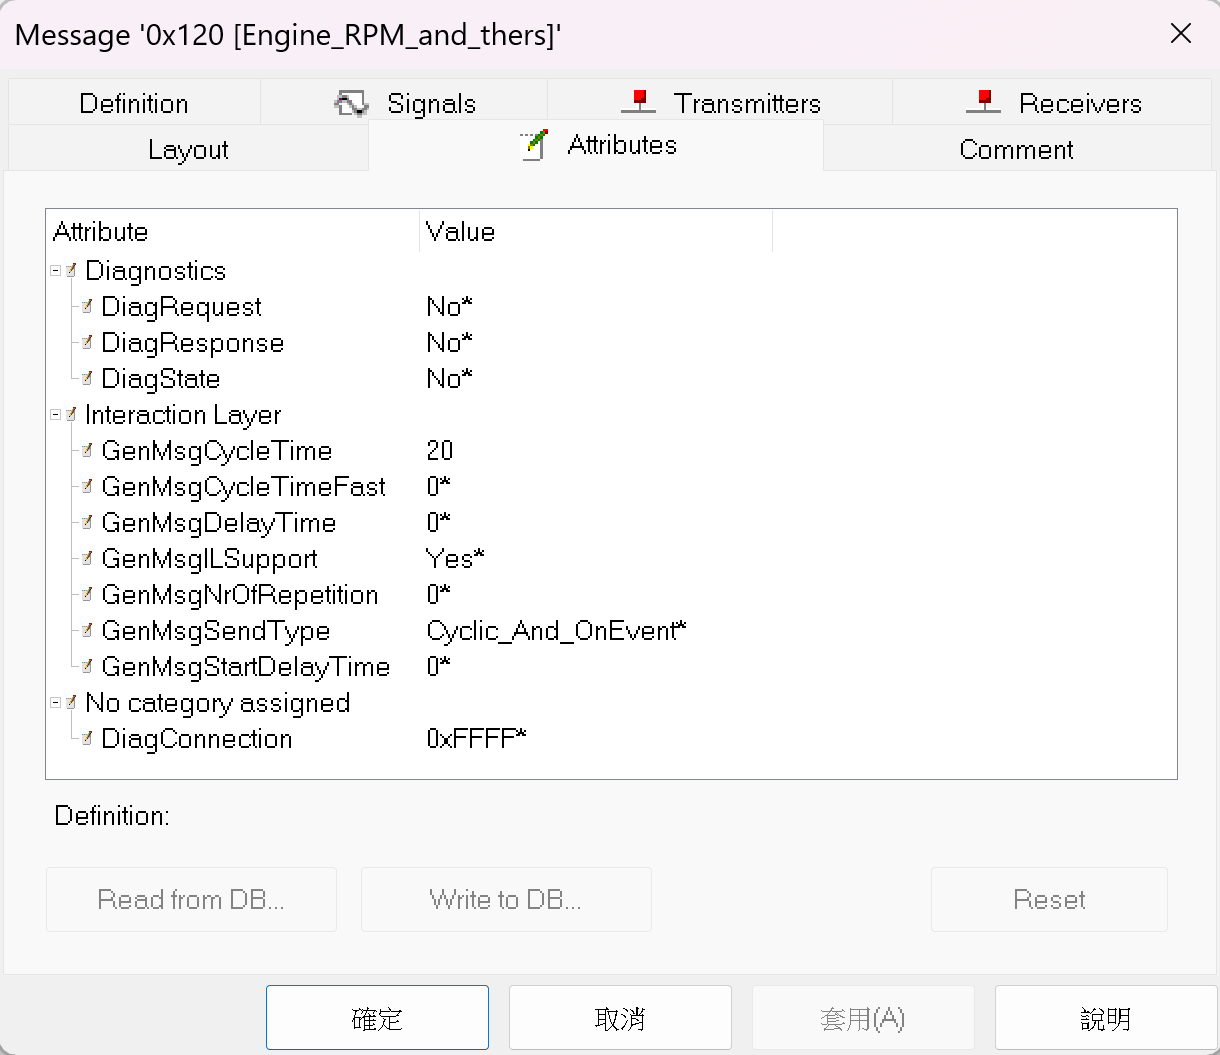 Message '0x120 [Engine_RPM_and_thers]'
Definition Signals Transmitters Receivers
Layout Attributes Comment
Attribute Value
Diagnostics
DiagRequest No*
DiagResponse No*
DiagState No*
Interaction Layer
GenMsgCycleTime 20
GenMsgCycleTimeFast 0*
GenMsgDelayTime 0*
GenMsgILSupport Yes*
GenMsgNrOfRepetition 0*
GenMsgSendType Cyclic_And_OnEvent*
GenMsgStartDelayTime 0*
No category assigned
DiagConnection 0xFFFF*
Definition:
Read from DB... Write to DB... Reset
確定 取消 套用(A) 說明